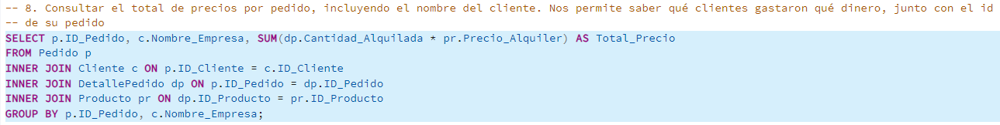 -- 8. Consultar el total de precios por pedido, incluyendo el nombre del cliente. Nos permite saber qué clientes gastaron qué dinero, junto con el id
-- de su pedido
SELECT p.ID_Pedido, c.Nombre_Empresa, SUM(dp.Cantidad_Alquilada * pr.Precio_Alquiler) AS Total_Precio
FROM Pedido p
INNER JOIN Cliente c ON p.ID_Cliente = c.ID_Cliente
INNER JOIN DetallePedido dp ON p.ID_Pedido = dp.ID_Pedido
INNER JOIN Producto pr ON dp.ID_Producto = pr.ID_Producto
GROUP BY p.ID_Pedido, c.Nombre_Empresa;